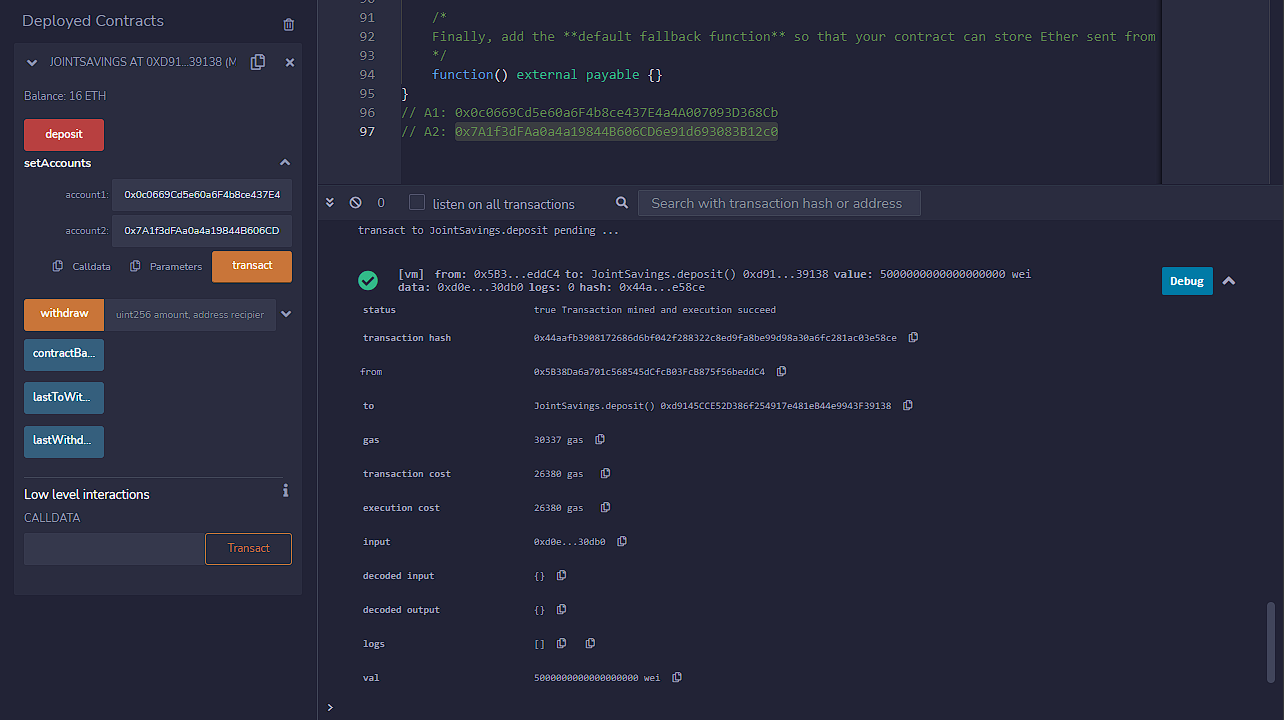 Deployed Contracts
JOINTSAVINGS AT 0XD91...39138 (M
Balance: 16 ETH
deposit
setAccounts
account1: 0x0c0669Cd5e60a6F4b8ce437E4
account2: 0x7A1f3dFAa0a4a19844B606CD
Calldata Parameters transact
withdraw uint256 amount, address recipier
contractBa...
lastToWit...
lastWithd...
Low level interactions
CALLDATA
Transact
91 /*
92 Finally, add the **default fallback function** so that your contract can store Ether sent from
93 */
94 function() external payable {}
95 }
96 // A1: 0x0c0669Cd5e60a6F4b8ce437E4a4A007093D368Cb
97 // A2: 0x7A1f3dFAa0a4a19844B606CD6e91d693083B12c0
0 listen on all transactions Search with transaction hash or address
transact to JointSavings.deposit pending ...
[vm] from: 0x5B3...eddC4 to: JointSavings.deposit() 0xd91...39138 value: 5000000000000000000 wei
data: 0xd0e...30db0 logs: 0 hash: 0x44a...e58ce
Debug
status true Transaction mined and execution succeed
transaction hash 0x44aafb3908172686d6bf042f288322c8ed9fa8be99d98a30a6fc281ac03e58ce
from 0x5B38Da6a701c568545dCfcB03FcB875f56beddC4
to JointSavings.deposit() 0xd9145CCE52D386f254917e481eB44e9943F39138
gas 30337 gas
transaction cost 26380 gas
execution cost 26380 gas
input 0xd0e...30db0
decoded input {}
decoded output {}
logs []
val 5000000000000000000 wei
>